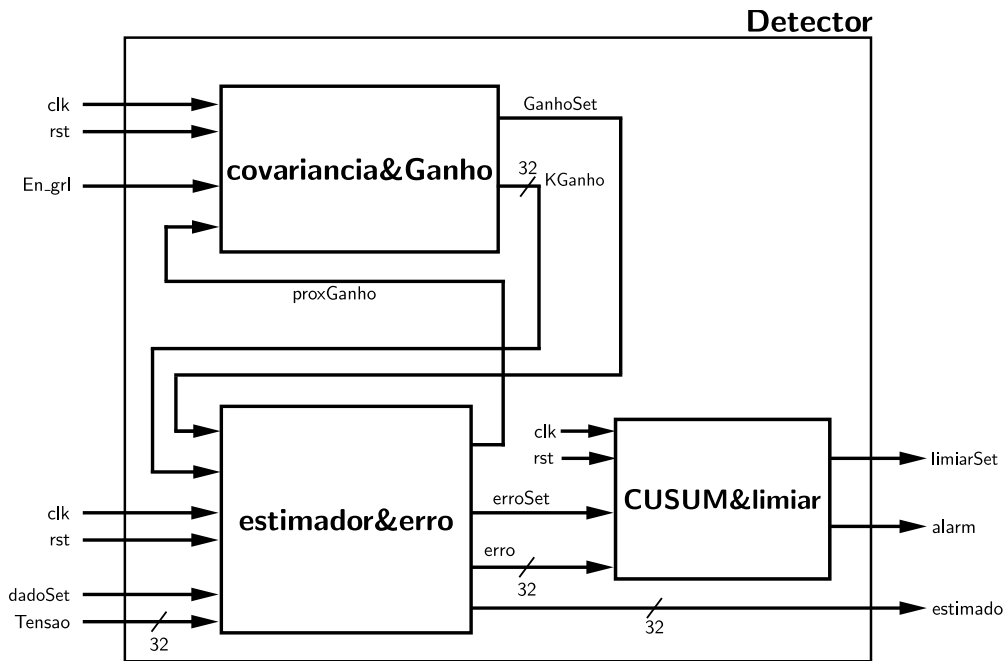 Detector
clk
rst
En_grl
covariancia&Ganho
GanhoSet
32
KGanho
proxGanho
clk
rst
dadoSet
Tensao
32
estimador&erro
erroSet
erro
32
clk
rst
CUSUM&limiar
limiarSet
alarm
32
estimado